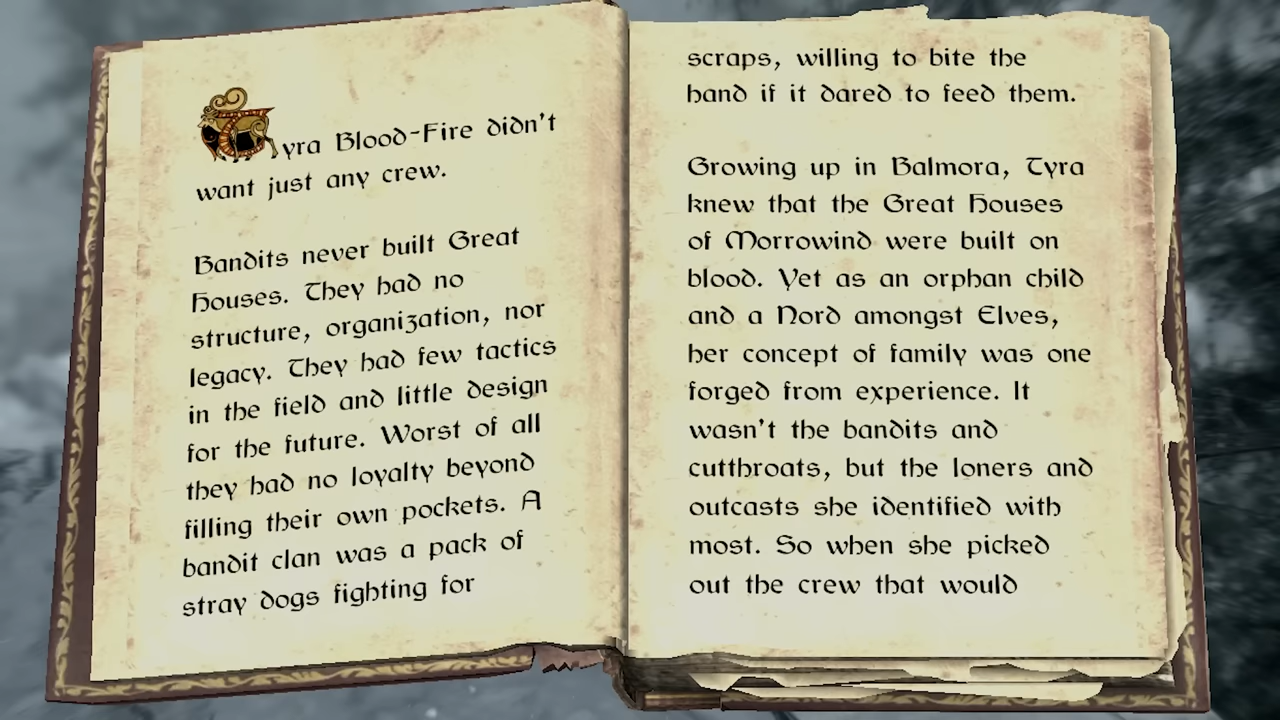 Tyra Blood-Fire didn't
want just any crew.
Bandits never built Great
Houses. They had no
structure, organization, nor
legacy. They had few tactics
in the field and little design
for the future. Worst of all
they had no loyalty beyond
filling their own pockets. A
bandit clan was a pack of
stray dogs fighting for
scraps, willing to bite the
hand if it dared to feed them.
Growing up in Balmora, Tyra
knew that the Great Houses
of Morrowind were built on
blood. Yet as an orphan child
and a Nord amongst Elves,
her concept of family was one
forged from experience. It
wasn't the bandits and
cutthroats, but the loners and
outcasts she identified with
most. So when she picked
out the crew that would